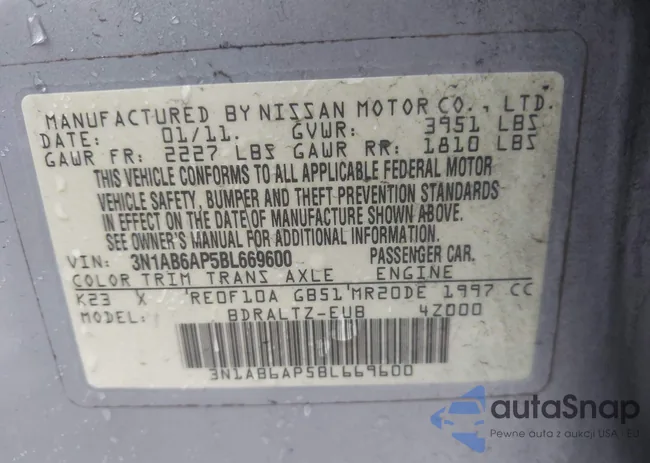 MANUFACTURED BY NISSAN MOTOR CO., LTD.
DATE: 01/11. GVWR: 3951 LBS
GAWR FR: 2227 LBS GAWR RR: 1810 LBS
THIS VEHICLE CONFORMS TO ALL APPLICABLE FEDERAL MOTOR
VEHICLE SAFETY, BUMPER AND THEFT PREVENTION STANDARDS
IN EFFECT ON THE DATE OF MANUFACTURE SHOWN ABOVE.
SEE OWNER'S MANUAL FOR ADDITIONAL INFORMATION.
VIN: 3N1AB6AP5BL669600 PASSENGER CAR.
COLOR TRIM TRANS AXLE ENGINE
K23 X RE0F10A GB51 MR20DE 1997 CC
MODEL: BDRALTZ-EUB 4Z000
3N1AB6AP5BL669600
autaSnap
Pewne auta z aukcji USA - EU